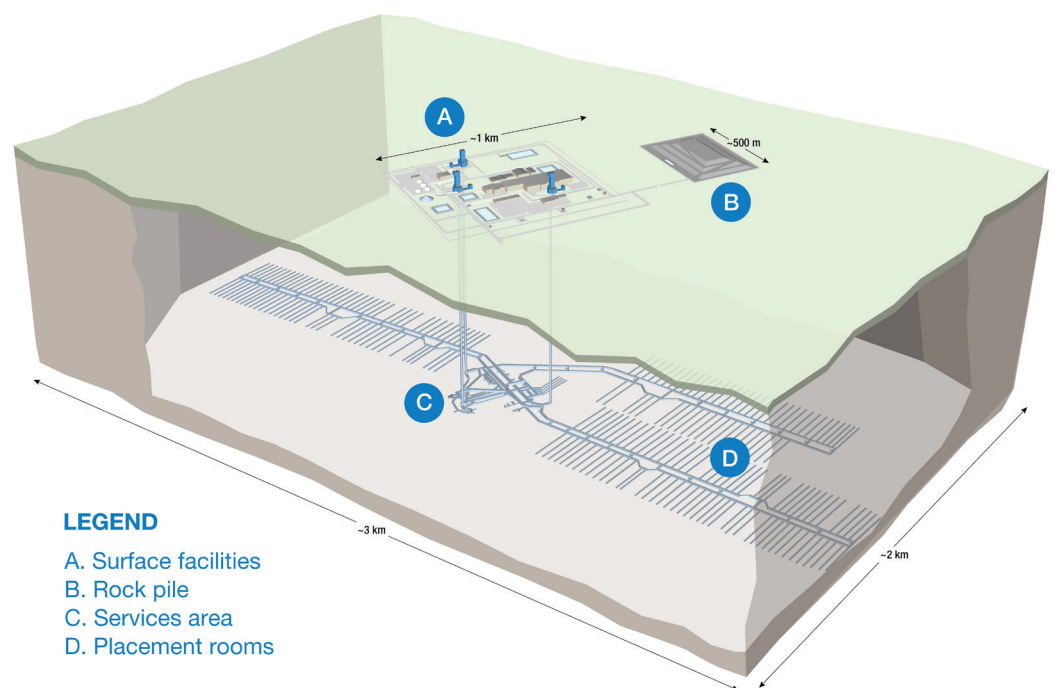 A
~1 km
~500 m
B
C
D
LEGEND
~3 km
~2 km
A. Surface facilities
B. Rock pile
C. Services area
D. Placement rooms